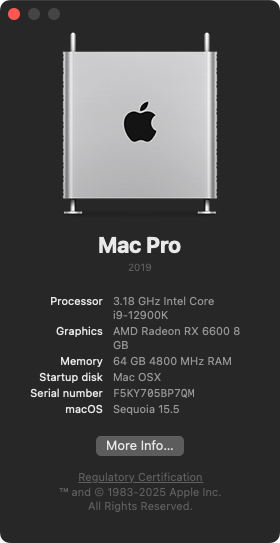 Mac Pro
2019
Processor 3.18 GHz Intel Core
i9-12900K
Graphics AMD Radeon RX 6600 8
GB
Memory 64 GB 4800 MHz RAM
Startup disk Mac OSX
Serial number F5KY705BP7QM
macOS Sequoia 15.5
More Info...
Regulatory Certification
™ and © 1983-2025 Apple Inc.
All Rights Reserved.